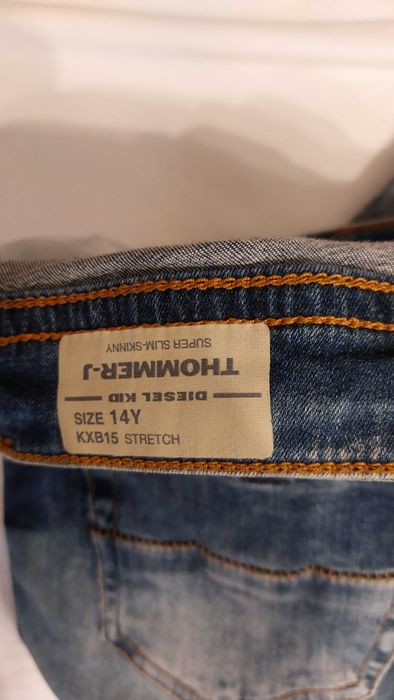 SUPER SLIM-SKINNY
THOMMER-J
DIESEL KID
SIZE 14Y
KXB15 STRETCH